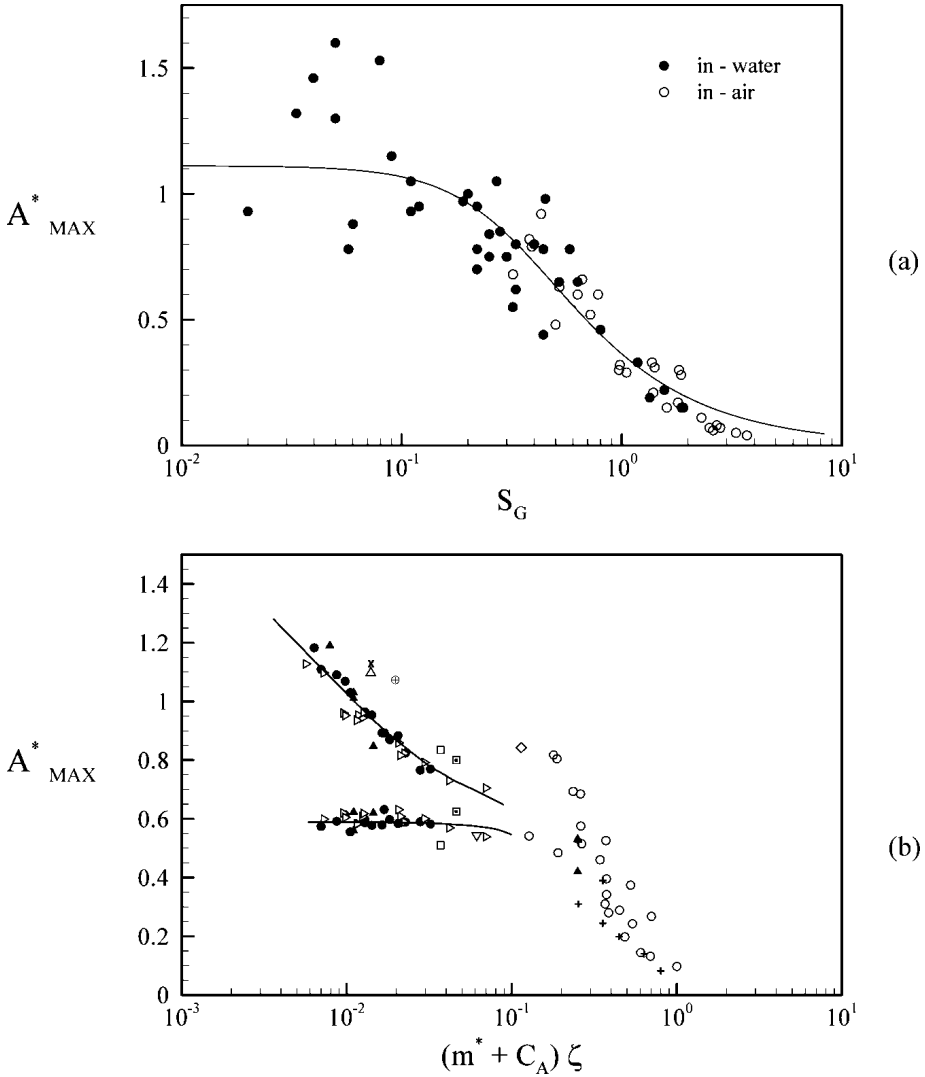 1.5
1
0.5
0
A*MAX
in - water
in - air
(a)
10⁻² 10⁻¹ 10⁰ 10¹
S_G
1.4
1.2
1
0.8
0.6
0.4
0.2
0
A*MAX
(b)
10⁻³ 10⁻² 10⁻¹ 10⁰ 10¹
(m* + C_A) ζ